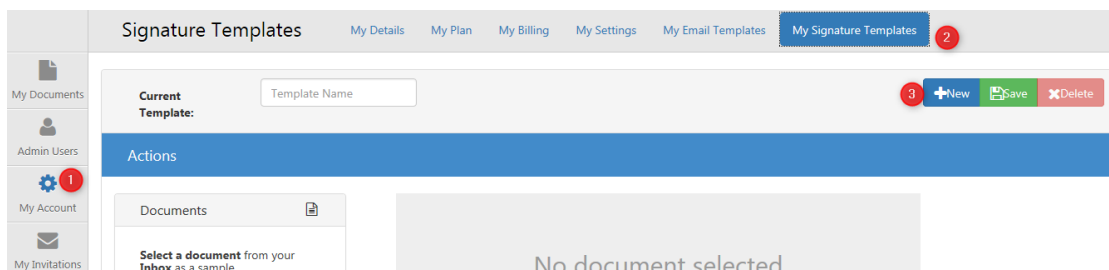 Signature Templates My Details My Plan My Billing My Settings My Email Templates My Signature Templates 2
My Documents
Admin Users
1
My Account
My Invitations
Current Template Name 3 New Save Delete
Template:
Actions
Documents
Select a document from your
Inbox as a sample
No document selected